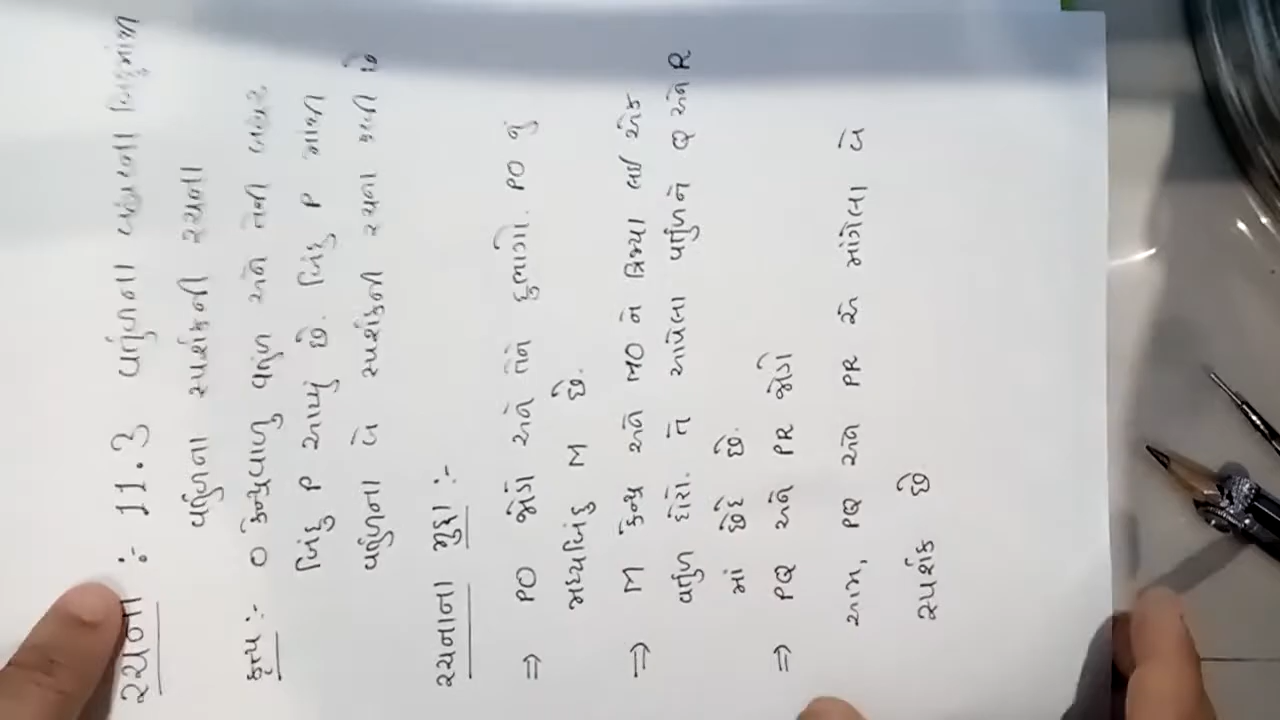 રચના :- 11.3 વર્તુળના બહારના બિંદુમાંથી
વર્તુળના સ્પર્શકની રચના
કૃત્ય :- O કેન્દ્રવાળુ વર્તુળ અને તેની બહાર
બિંદુ P આપ્યું છે. બિંદુ P માંથી
વર્તુળના બે સ્પર્શકની રચના કરવી છે
રચનાના મુદ્દા :-
⇒ PO જોડો અને તેને દુભાગો. PO નું
મધ્યબિંદુ M છે.
⇒ M કેન્દ્ર અને MO ને ત્રિજ્યા લઈ એક
વર્તુળ દોરો. તે આપેલા વર્તુળને Q અને R
માં છેદે છે.
⇒ PQ અને PR જોડો
આમ, PQ અને PR એ માંગેલા બે
સ્પર્શક છે